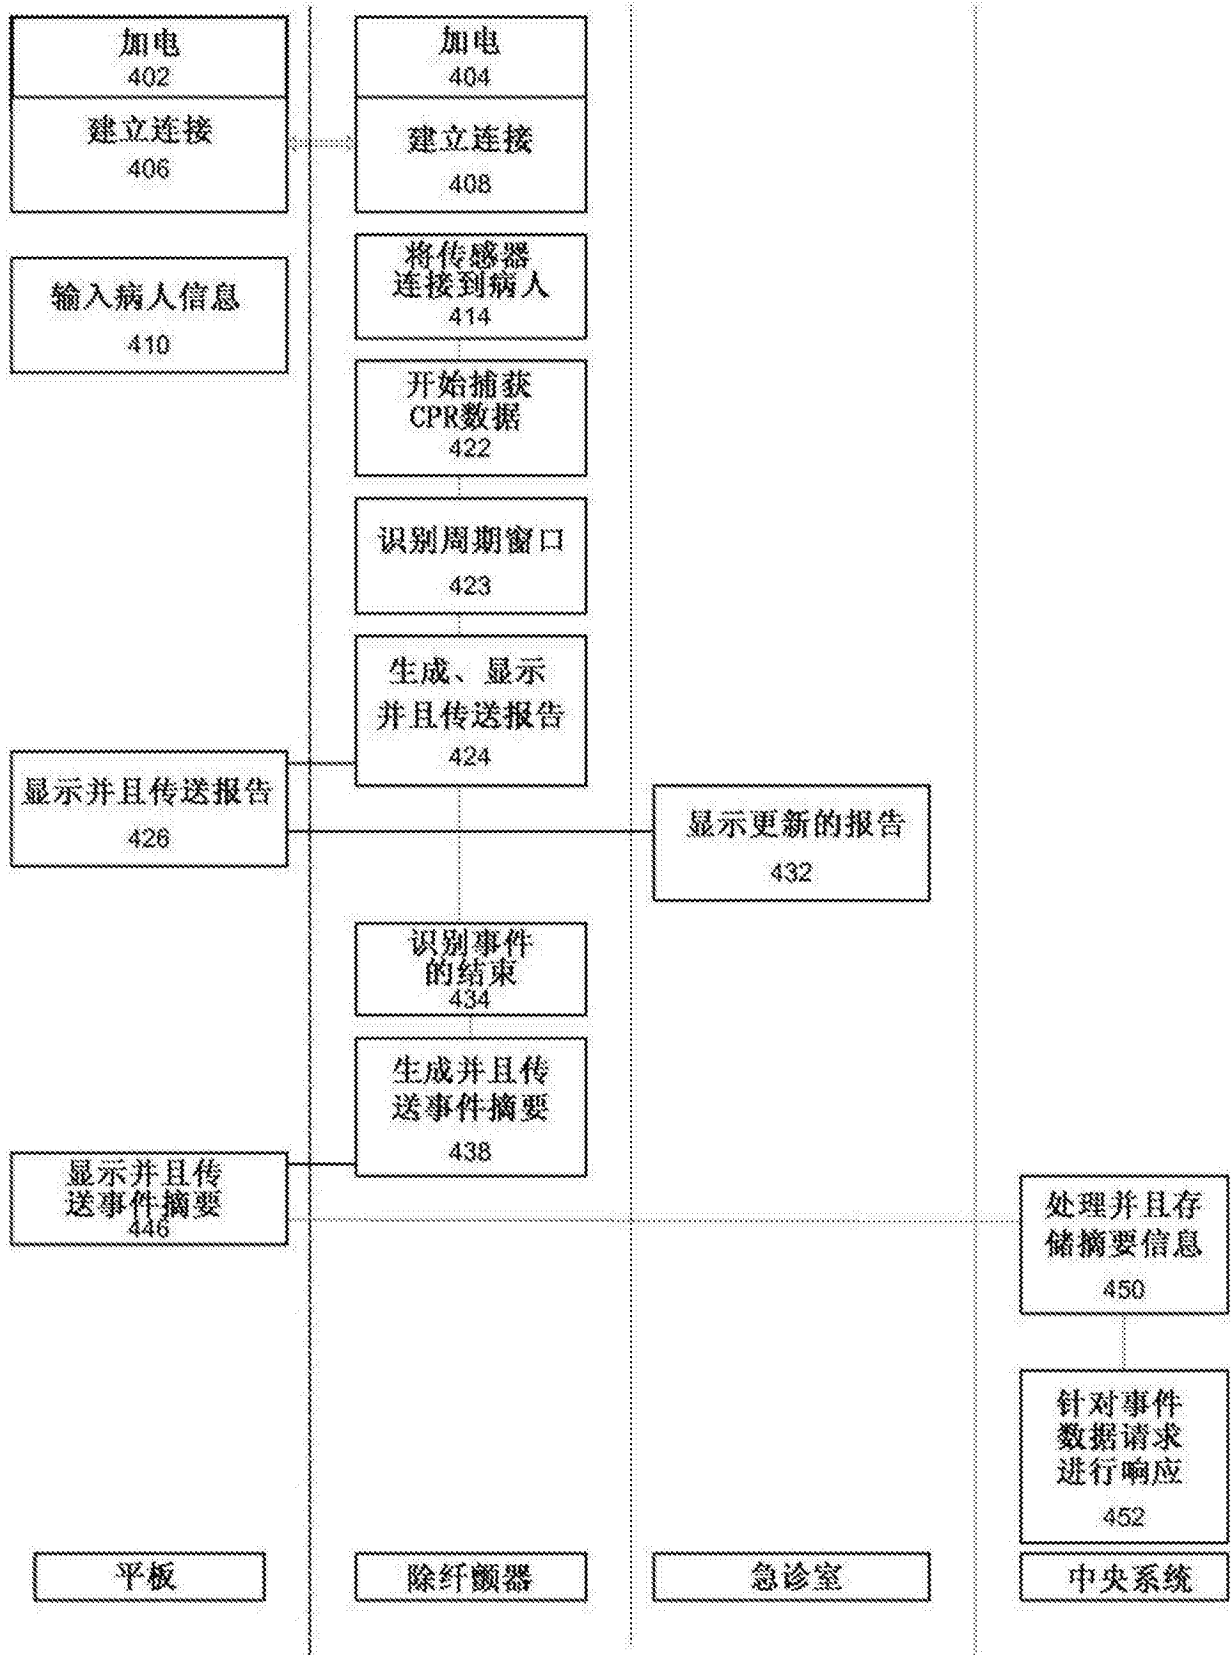 加电
402
加电
404
建立连接
406
建立连接
408
输入病人信息
410
将传感器
连接到病人
414
开始捕获
CPR数据
422
识别周期窗口
423
生成、显示
并且传送报告
424
显示并且传送报告
426
显示更新的报告
432
识别事件
的结束
434
生成并且传
送事件摘要
438
显示并且传
送事件摘要
446
处理并且存
储摘要信息
450
针对事件
数据请求
进行响应
452
平板
除纤颤器
急诊室
中央系统